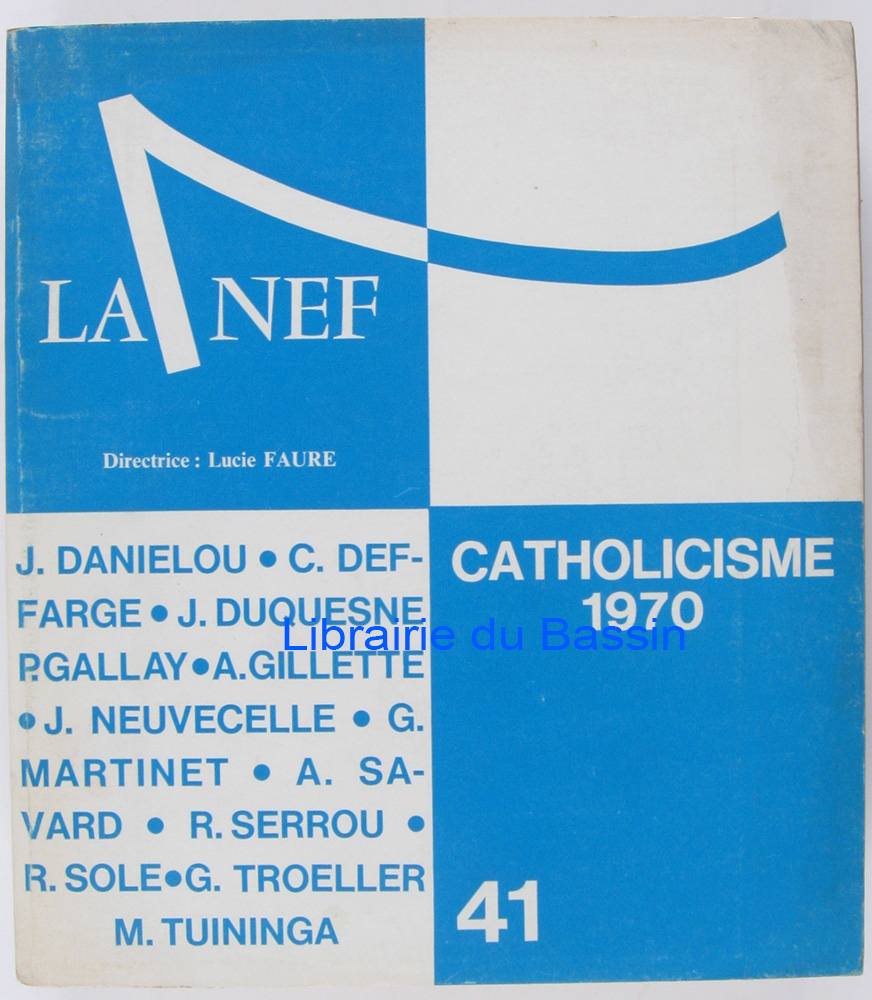 LA NEF
Directrice : Lucie FAURE
J. DANIELOU • C. DEF-
FARGE • J. DUQUESNE
P. GALLAY • A. GILLETTE
• J. NEUVECELLE • G.
MARTINET • A. SA-
VARD • R. SERROU •
R. SOLE • G. TROELLER
M. TUININGA
CATHOLICISME
1970
Librairie du Bassin
41